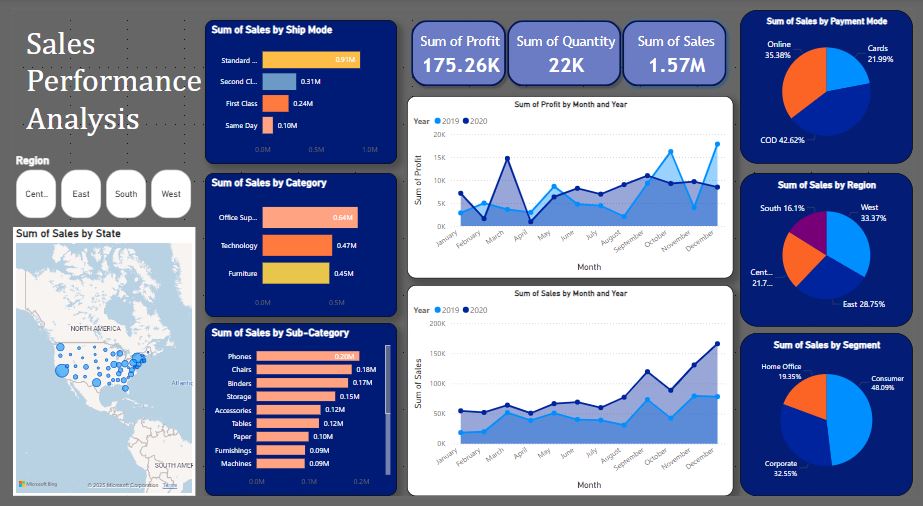 Sales
Performance
Analysis
Region
Cent..
East
South
West
Sum of Sales by State
NORTH AMERICA
Atlantic
SOUTH AMER
Microsoft Bing
© 2025 Microsoft Corporation Terms
Sum of Sales by Ship Mode
Standard ...
0.91M
Second Cl...
0.31M
First Class
0.24M
Same Day
0.10M
0.0M
0.5M
1.0M
Sum of Sales by Category
Office Sup...
0.64M
Technology
0.47M
Furniture
0.45M
0.0M
0.5M
Sum of Sales by Sub-Category
Phones
0.20M
Chairs
0.18M
Binders
0.17M
Storage
0.15M
Accessories
0.12M
Tables
0.12M
Paper
0.10M
Furnishings
0.09M
Machines
0.09M
0.0M
0.1M
0.2M
Sum of Profit
175.26K
Sum of Quantity
22K
Sum of Sales
1.57M
Sum of Profit by Month and Year
Year 2019 2020
Sum of Profit
20K
15K
10K
5K
0K
January
February
March
April
May
June
July
August
September
October
November
December
Month
Sum of Sales by Month and Year
Year 2019 2020
Sum of Sales
200K
150K
100K
50K
0K
January
February
March
April
May
June
July
August
September
October
November
December
Month
Sum of Sales by Payment Mode
Online
35.38%
Cards
21.99%
COD 42.62%
Sum of Sales by Region
South 16.1%
West
33.37%
Cent...
21.7...
East 28.75%
Sum of Sales by Segment
Home Office
19.35%
Consumer
48.09%
Corporate
32.55%